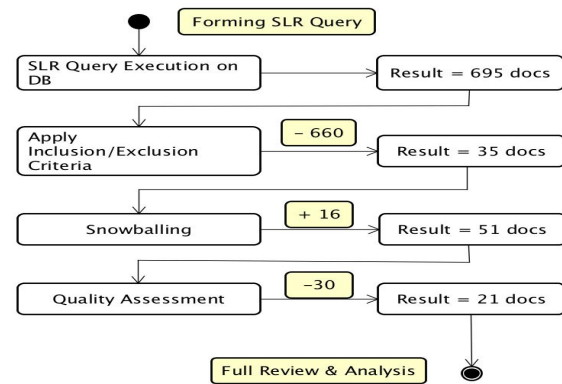 Forming SLR Query
SLR Query Execution on
DB
Result = 695 docs
Apply
Inclusion/Exclusion
Criteria
– 660
Result = 35 docs
Snowballing
+ 16
Result = 51 docs
Quality Assessment
–30
Result = 21 docs
Full Review & Analysis